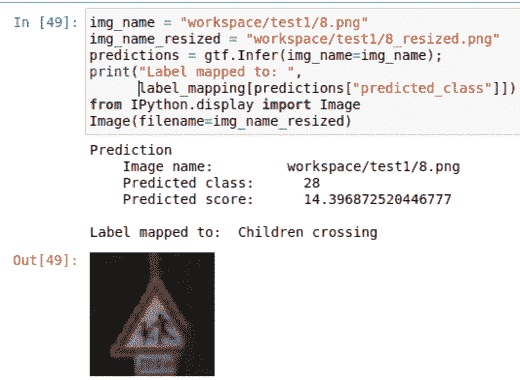 In [49]: img_name = "workspace/test1/8.png"
img_name_resized = "workspace/test1/8_resized.png"
predictions = gtf.Infer(img_name=img_name);
print("Label mapped to: ",
label_mapping[predictions["predicted_class"]])
from IPython.display import Image
Image(filename=img_name_resized)
Prediction
Image name: workspace/test1/8.png
Predicted class: 28
Predicted score: 14.396872520446777
Label mapped to: Children crossing
Out[49]: